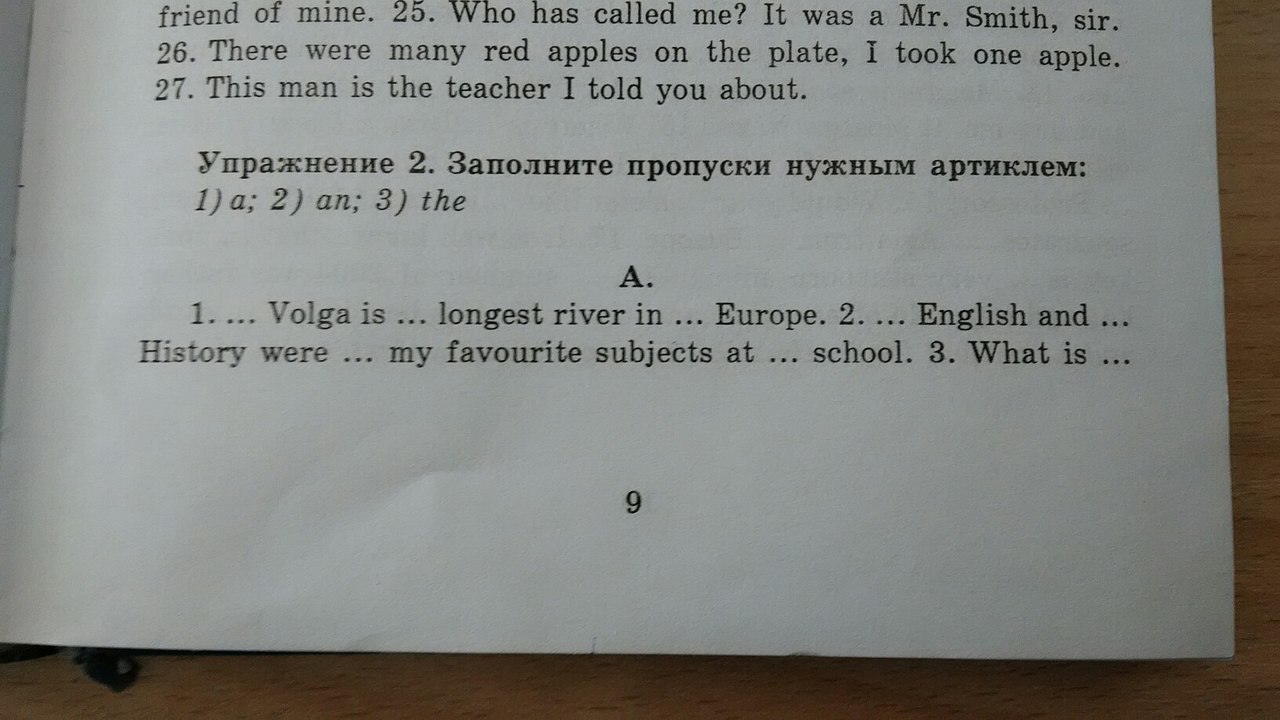 friend of mine. 25. Who has called me? It was a Mr. Smith, sir.
26. There were many red apples on the plate, I took one apple.
27. This man is the teacher I told you about.
Упражнение 2. Заполните пропуски нужным артиклем:
1) a; 2) an; 3) the
А.
1. ... Volga is ... longest river in ... Europe. 2. ... English and ...
History were ... my favourite subjects at ... school. 3. What is ...
9